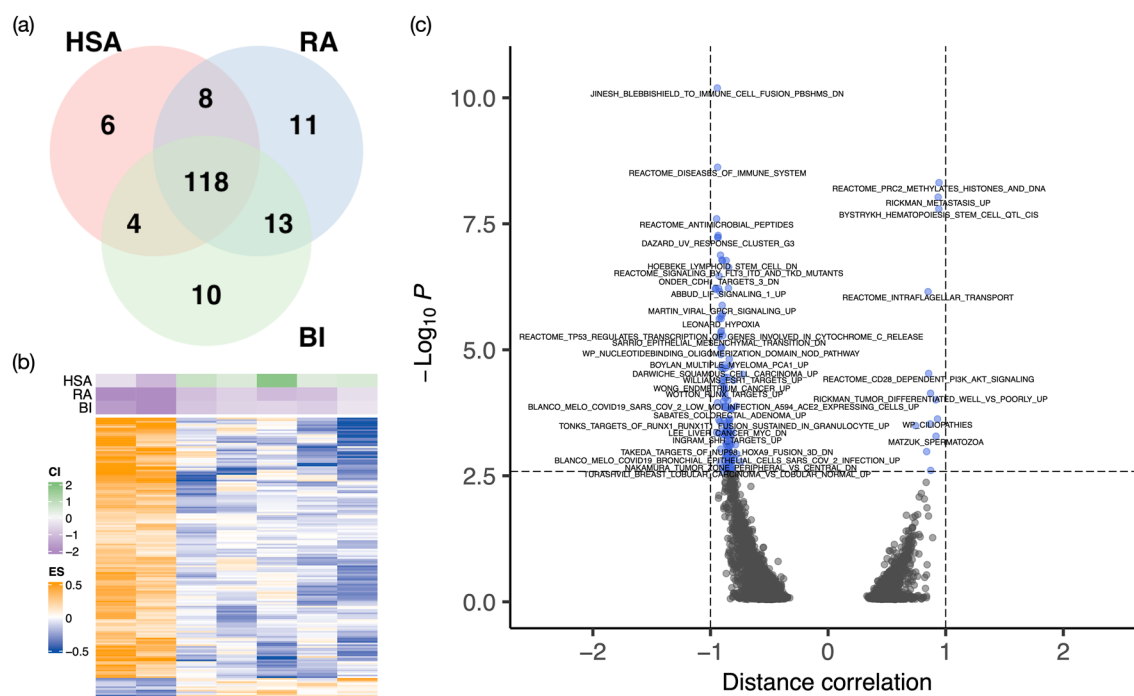 (a)
HSA
RA
8
6
11
118
4
13
10
BI
(b)
HSA
RA
BI
CI
2
1
0
−1
−2
ES
0.5
0
−0.5
(c)
−Log10 P
10.0
7.5
5.0
2.5
0.0
JINESH_BLEBBISHIELD_TO_IMMUNE_CELL_FUSION_PBSHMS_DN
REACTOME_DISEASES_OF_IMMUNE_SYSTEM
REACTOME_PRC2_METHYLATES_HISTONES_AND_DNA
RICKMAN_METASTASIS_UP
BYSTRYKH_HEMATOPOIESIS_STEM_CELL_QTL_CIS
REACTOME_ANTIMICROBIAL_PEPTIDES
DAZARD_UV_RESPONSE_CLUSTER_G3
HOEBEKE_LYMPHOID_STEM_CELL_DN
REACTOME_SIGNALING_BY_FLT3_ITD_AND_TKD_MUTANTS
ONDER_CDH1_TARGETS_3_DN
ABBUD_LIF_SIGNALING_1_UP
REACTOME_INTRAFLAGELLAR_TRANSPORT
MARTIN_VIRAL_GPCR_SIGNALING_UP
LEONARD_HYPOXIA
REACTOME_TP53_REGULATES_TRANSCRIPTION_OF_GENES_INVOLVED_IN_CYTOCHROME_C_RELEASE
SARRIO_EPITHELIAL_MESENCHYMAL_TRANSITION_DN
WP_NUCLEOTIDEBINDING_OLIGOMERIZATION_DOMAIN_NOD_PATHWAY
BOYLAN_MULTIPLE_MYELOMA_PCA1_UP
DARWICHE_SQUAMOUS_CELL_CARCINOMA_UP
WILLIAMS_ESR1_TARGETS_UP
REACTOME_CD28_DEPENDENT_PI3K_AKT_SIGNALING
WONG_ENDMETRIUM_CANCER_UP
WOTTON_RUNX_TARGETS_UP
RICKMAN_TUMOR_DIFFERENTIATED_WELL_VS_POORLY_UP
BLANCO_MELO_COVID19_SARS_COV_2_LOW_MOI_INFECTION_A594_ACE2_EXPRESSING_CELLS_UP
SABATES_COLORECTAL_ADENOMA_UP
TONKS_TARGETS_OF_RUNX1_RUNX1T1_FUSION_SUSTAINED_IN_GRANULOCYTE_UP
WP_CILIOPATHIES
LEE_LIVER_CANCER_MYC_DN
INGRAM_SHH_TARGETS_UP
MATZUK_SPERMATOZOA
TAKEDA_TARGETS_OF_NUP98_HOXA9_FUSION_3D_DN
BLANCO_MELO_BRONCHIAL_EPITHELIAL_CELLS_SARS_COV_2_INFECTION_UP
NAKAMURA_TUMOR_ZONE_PERIPHERAL_VS_CENTRAL_DN
TURASHVILI_BREAST_LOBULAR_CARCINOMA_VS_LOBULAR_NORMAL_UP
−2
−1
0
1
2
Distance correlation